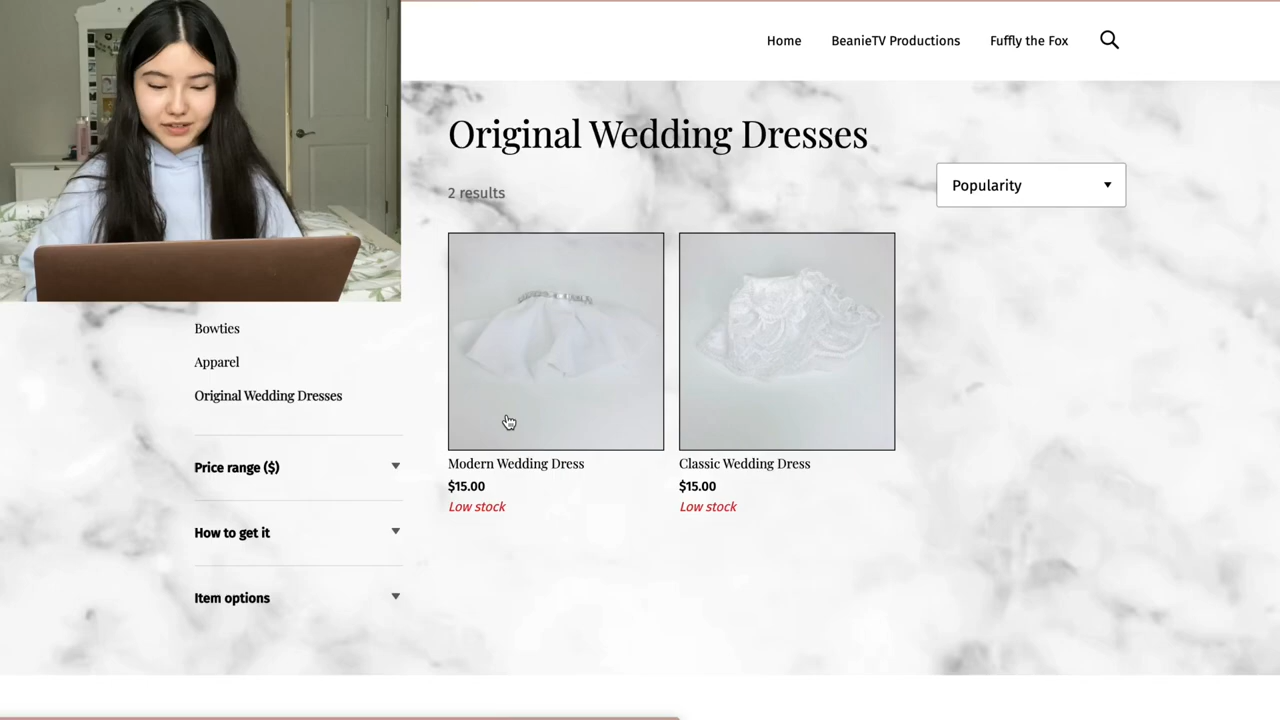 Home
BeanieTV Productions
Fuffly the Fox
Original Wedding Dresses
2 results
Popularity
Bowties
Apparel
Original Wedding Dresses
Price range ($)
How to get it
Item options
Modern Wedding Dress
$15.00
Low stock
Classic Wedding Dress
$15.00
Low stock